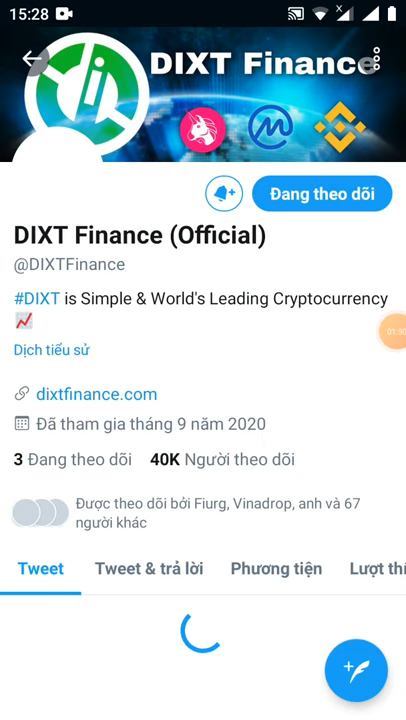 15:28
DIXT Finance
Đang theo dõi
DIXT Finance (Official)
@DIXTFinance
#DIXT is Simple & World's Leading Cryptocurrency
Dịch tiểu sử
01:50
dixtfinance.com
Đã tham gia tháng 9 năm 2020
3 Đang theo dõi 40K Người theo dõi
Được theo dõi bởi Fiurg, Vinadrop, anh và 67
người khác
Tweet Tweet & trả lời Phương tiện Lượt thí